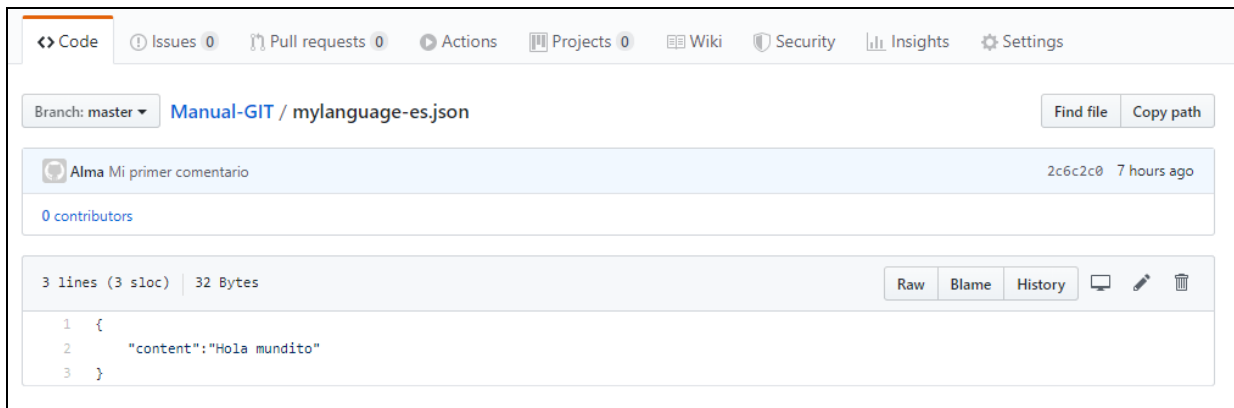 <> Code Issues 0 Pull requests 0 Actions Projects 0 Wiki Security Insights Settings
Branch: master Manual-GIT / mylanguage-es.json Find file Copy path
Alma Mi primer comentario 2c6c2c0 7 hours ago
0 contributors
3 lines (3 sloc) 32 Bytes Raw Blame History
1 {
2 "content":"Hola mundito"
3 }